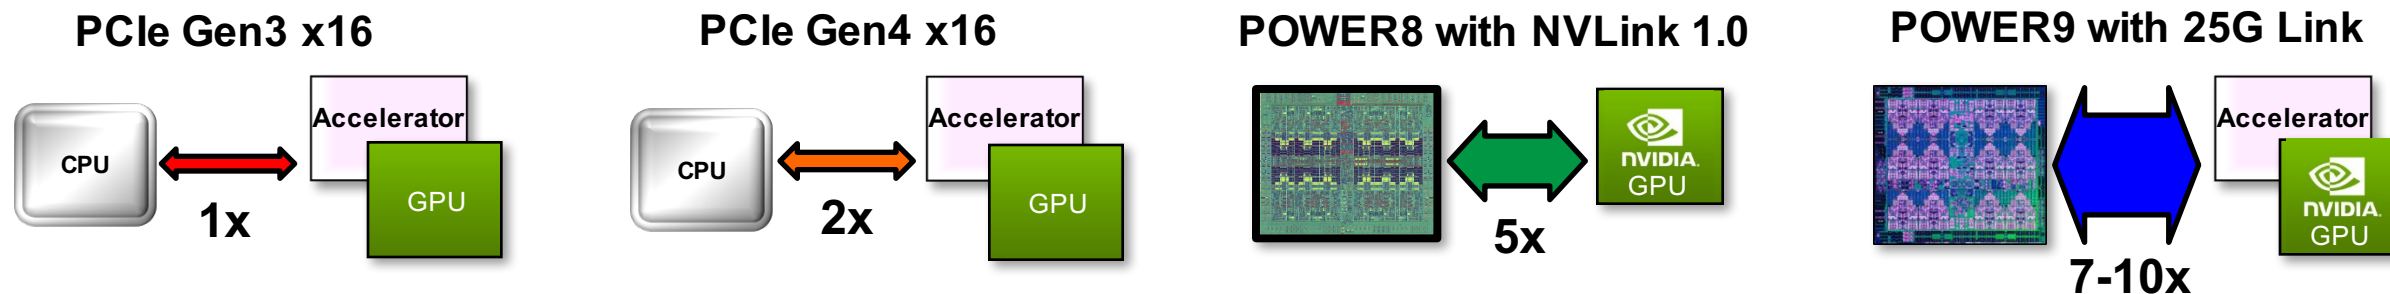 PCIe Gen3 x16
CPU
Accelerator
GPU
1x
PCIe Gen4 x16
CPU
Accelerator
GPU
2x
POWER8 with NVLink 1.0
NVIDIA.
GPU
5x
POWER9 with 25G Link
Accelerator
NVIDIA.
GPU
7-10x